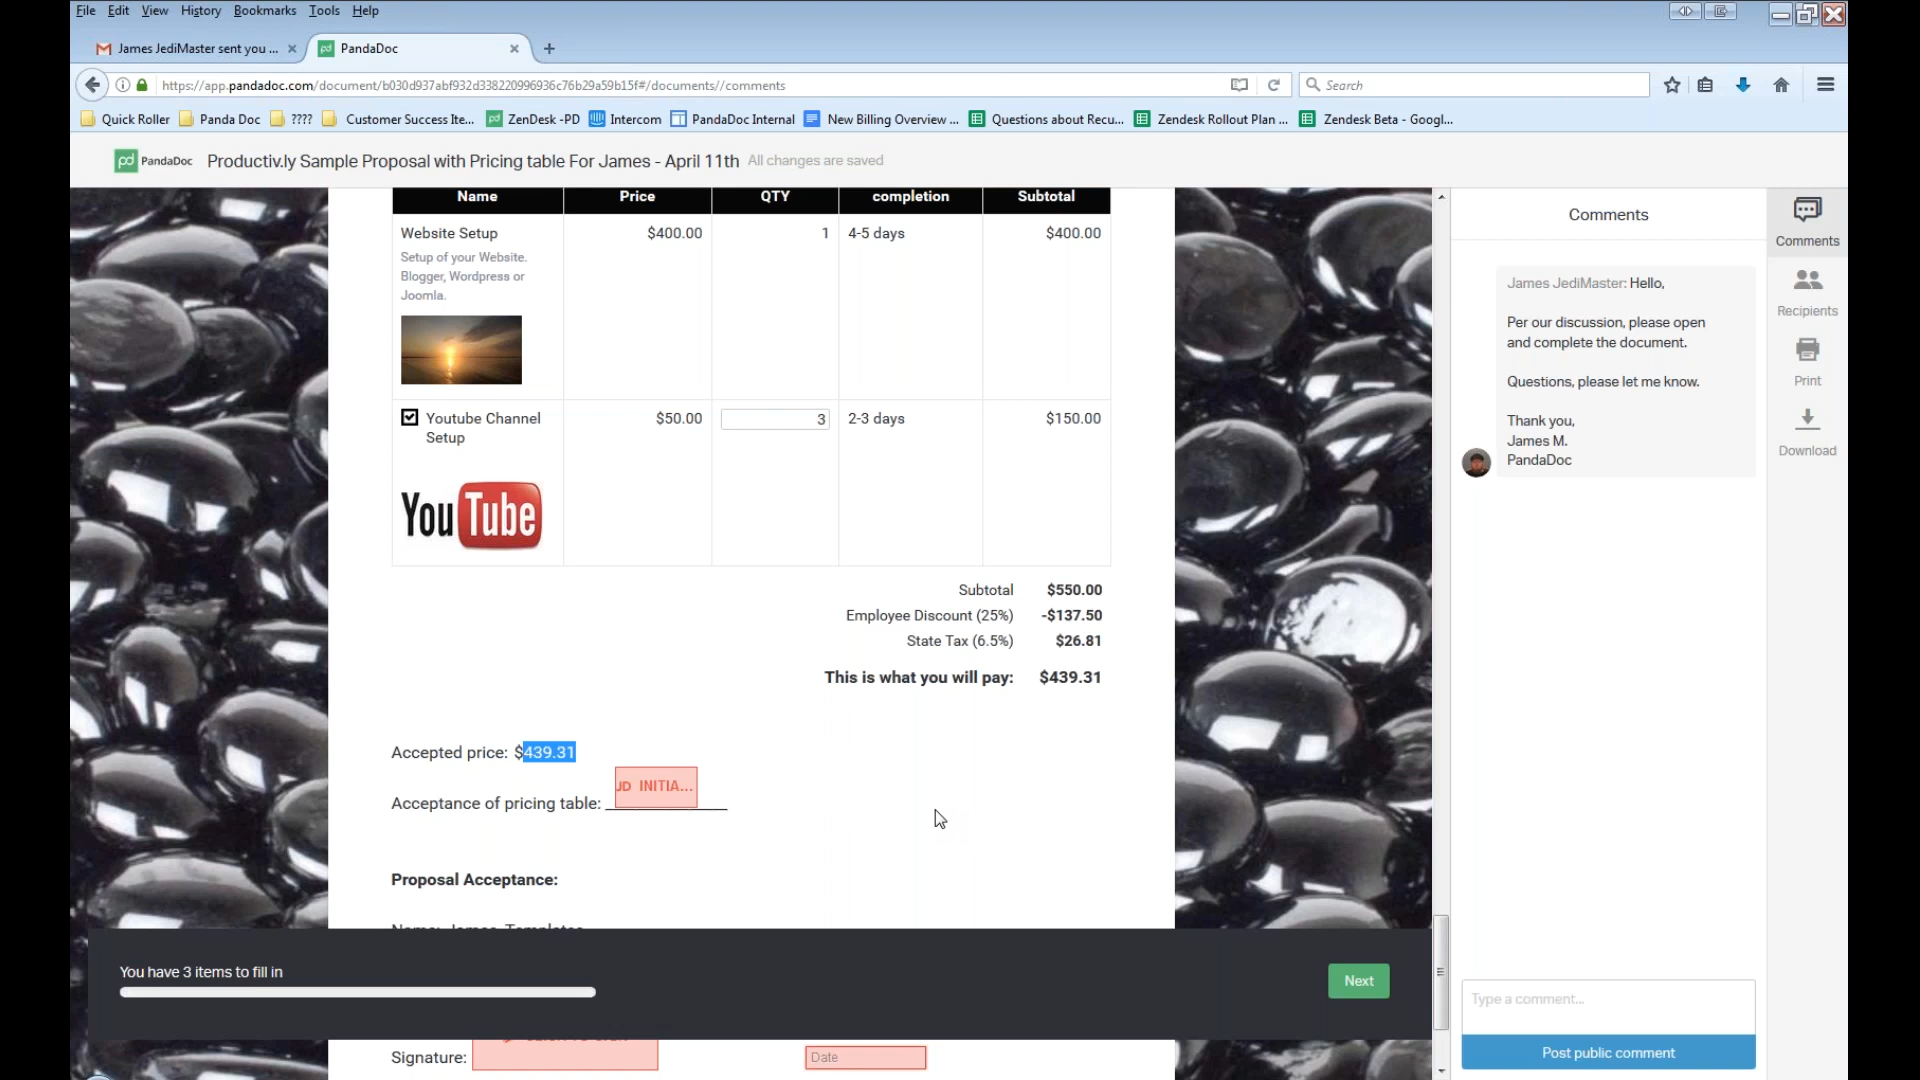 File Edit View History Bookmarks Tools Help
James JediMaster sent you ...
PandaDoc
https://app.pandadoc.com/document/b030d937abf932d338220996936c76b29a59b15f#/documents//comments
Search
Quick Roller
Panda Doc
????
Customer Success Ite...
ZenDesk -PD
Intercom
PandaDoc Internal
New Billing Overview ...
Questions about Recu...
Zendesk Rollout Plan ...
Zendesk Beta - Googl...
pd PandaDoc
Productiv.ly Sample Proposal with Pricing table For James - April 11th
All changes are saved
Name Price QTY completion Subtotal
Website Setup $400.00 1 4-5 days $400.00
Setup of your Website.
Blogger, Wordpress or
Joomla.
Youtube Channel $50.00 3 2-3 days $150.00
Setup
YouTube
Subtotal $550.00
Employee Discount (25%) -$137.50
State Tax (6.5%) $26.81
This is what you will pay: $439.31
Accepted price: $439.31
JD INITIA...
Acceptance of pricing table:
Proposal Acceptance:
You have 3 items to fill in
Next
Signature:
Date
Comments
James JediMaster: Hello,
Per our discussion, please open
and complete the document.
Questions, please let me know.
Thank you,
James M.
PandaDoc
Type a comment...
Post public comment
Comments
Recipients
Print
Download